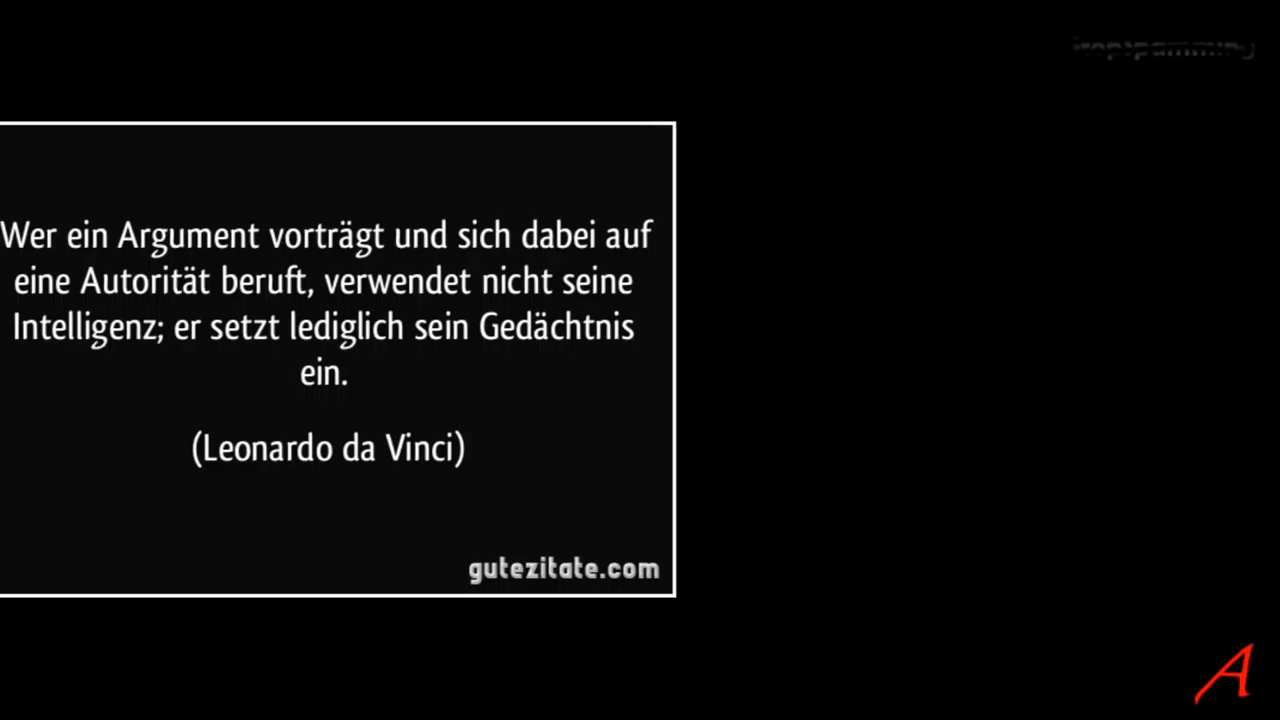 Wer ein Argument vorträgt und sich dabei auf
eine Autorität beruft, verwendet nicht seine
Intelligenz; er setzt lediglich sein Gedächtnis
ein.
(Leonardo da Vinci)
gutezitate.com
A